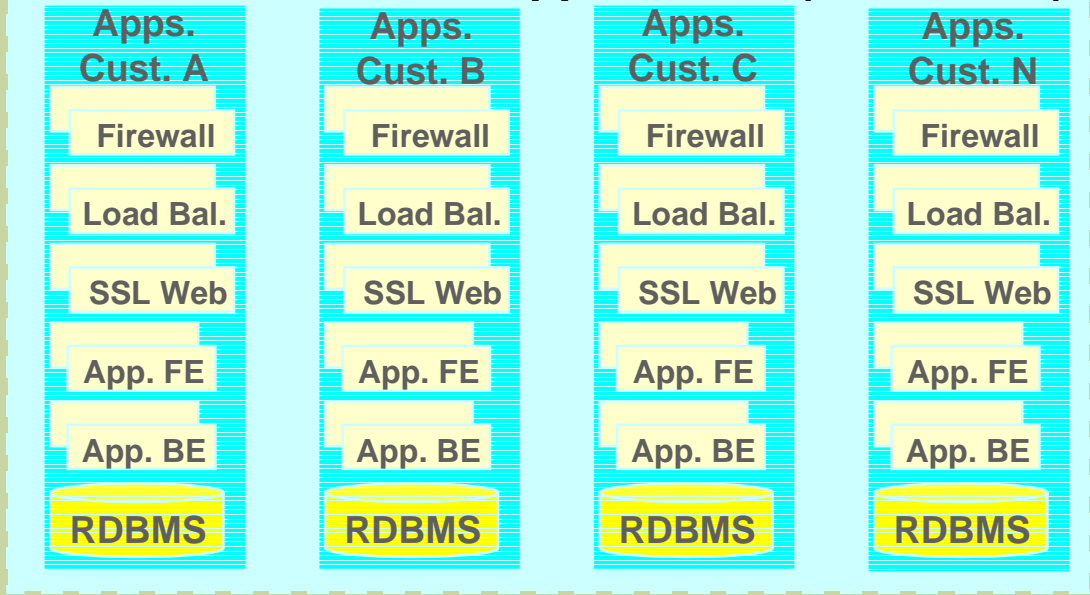 Apps.
Cust. A
Firewall
Load Bal.
SSL Web
App. FE
App. BE
RDBMS
Apps.
Cust. B
Firewall
Load Bal.
SSL Web
App. FE
App. BE
RDBMS
Apps.
Cust. C
Firewall
Load Bal.
SSL Web
App. FE
App. BE
RDBMS
Apps.
Cust. N
Firewall
Load Bal.
SSL Web
App. FE
App. BE
RDBMS